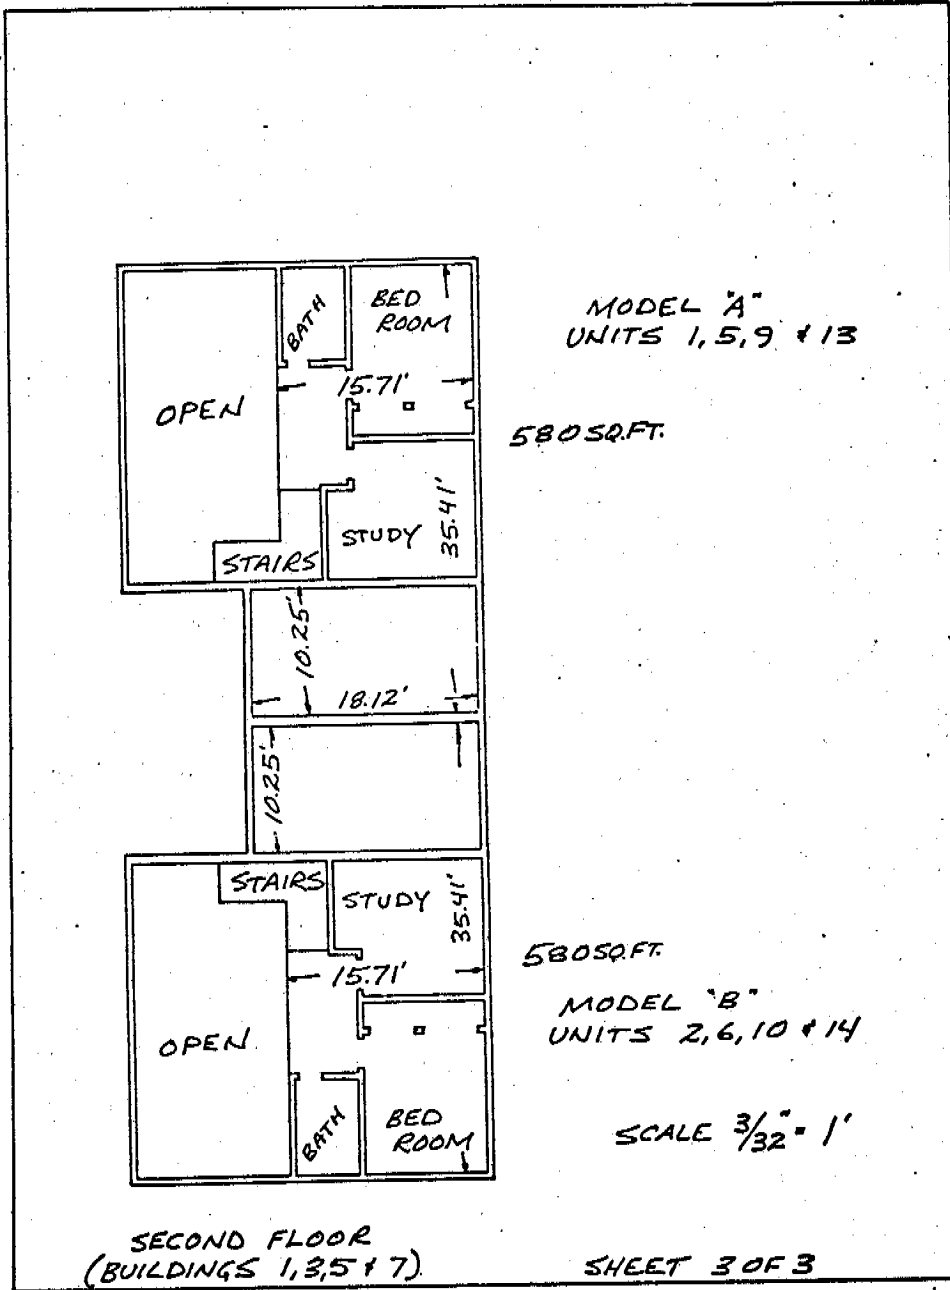 MODEL "A"
UNITS 1, 5, 9 & 13
BATH
BED
ROOM
15.71'
OPEN
580 SQ.FT.
35.41'
STUDY
STAIRS
10.25'
18.12'
10.25'
STAIRS
STUDY
35.41'
580 SQ.FT.
15.71'
MODEL "B"
UNITS 2, 6, 10 & 14
OPEN
BATH
BED
ROOM
SCALE 3/32" = 1'
SECOND FLOOR
(BUILDINGS 1,3,5 & 7)
SHEET 3 OF 3